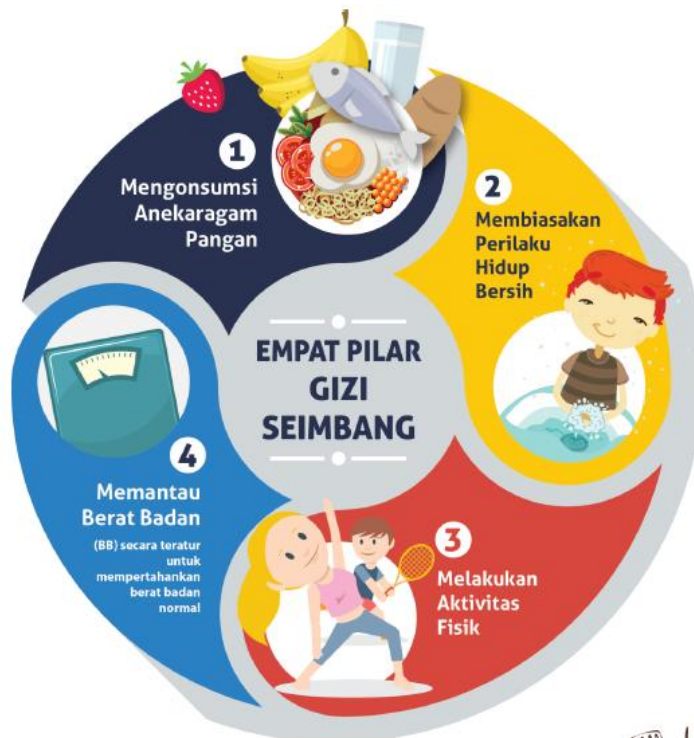 1
Mengonsumsi
Anekaragam
Pangan
2
Membiasakan
Perilaku
Hidup
Bersih
EMPAT PILAR
GIZI
SEIMBANG
3
Melakukan
Aktivitas
Fisik
4
Memantau
Berat Badan
(BB) secara teratur
untuk
mempertahankan
berat badan
normal